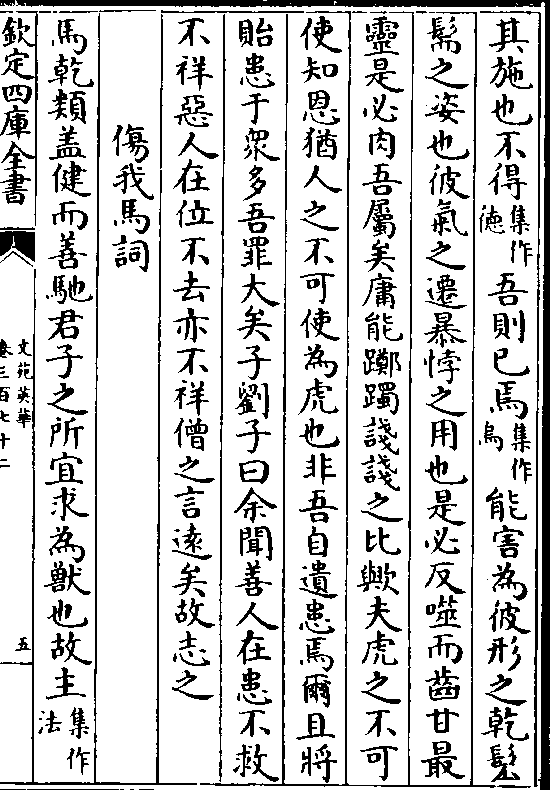 其施也不得集作德吾則已焉集作烏能害為彼形之乾髡
髵之姿也彼氣之遷暴悖之用也是必反噬而齒甘最
靈是必肉吾屬矣庸能躑躅諓諓之比歟夫虎之不可
使知恩猶人之不可使為虎也非吾自遺患焉爾且將
貽患于衆多吾罪大矣子劉子曰余聞善人在患不救
不祥惡人在位不去亦不祥僧之言遠矣故志之
傷我馬詞
馬乾類盖健而善馳君子之所宜求為獸也故主集作法
欽定四庫全書
文苑英華
卷三百七十二
五